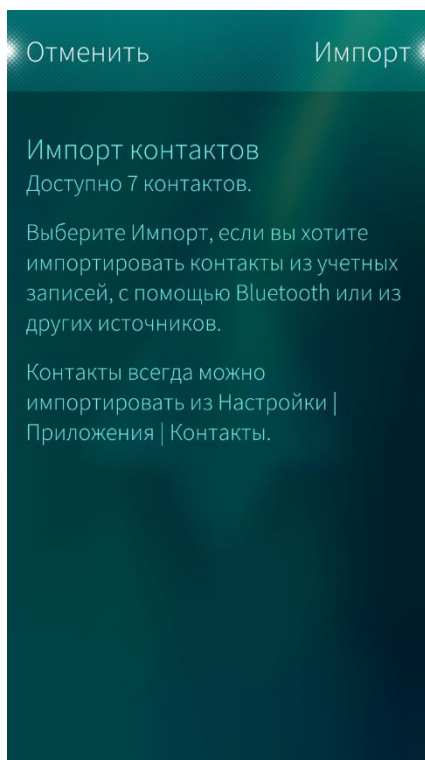 Отменить Импорт
Импорт контактов
Доступно 7 контактов.
Выберите Импорт, если вы хотите
импортировать контакты из учетных
записей, с помощью Bluetooth или из
других источников.
Контакты всегда можно
импортировать из Настройки |
Приложения | Контакты.